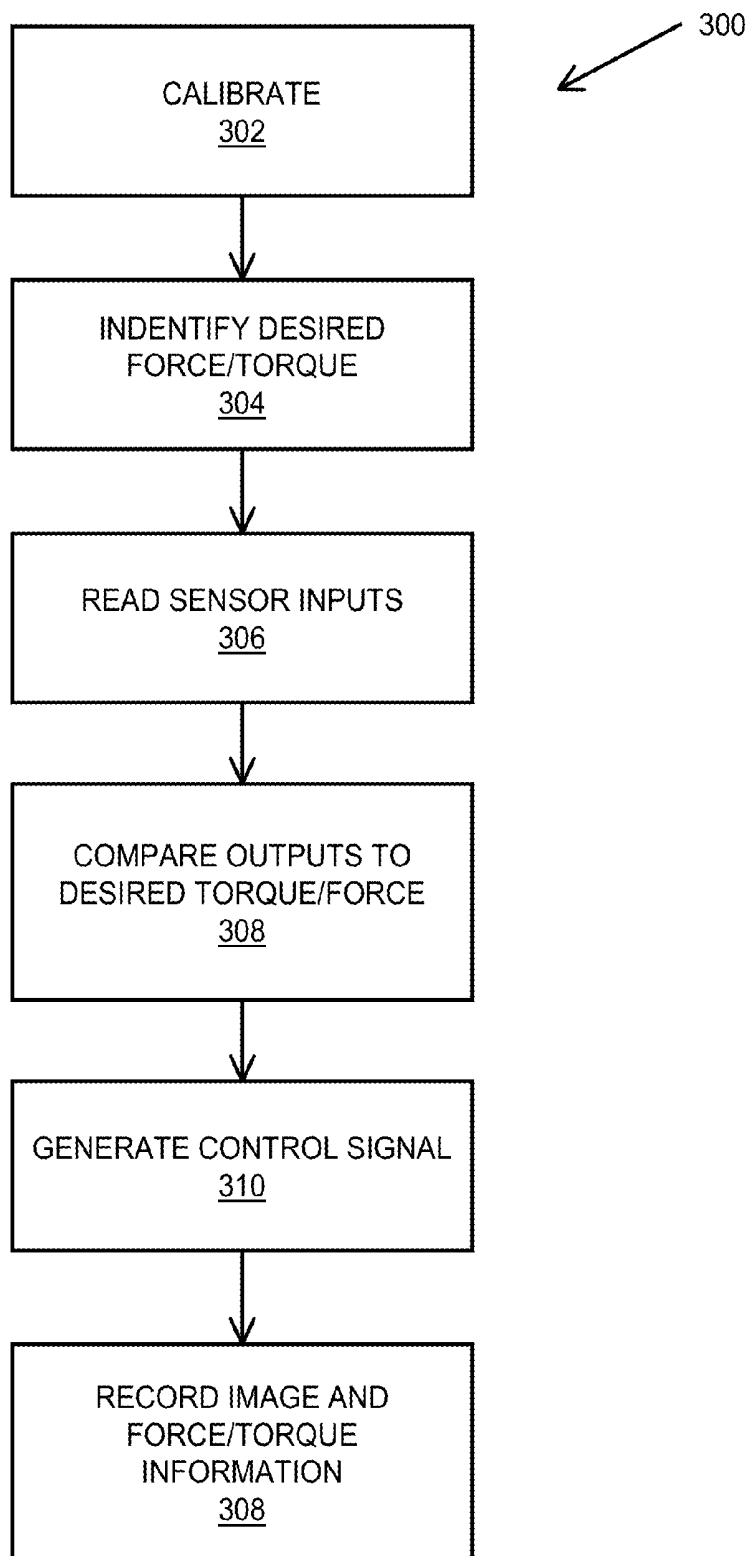 300
CALIBRATE
302
INDENTIFY DESIRED
FORCE/TORQUE
304
READ SENSOR INPUTS
306
COMPARE OUTPUTS TO
DESIRED TORQUE/FORCE
308
GENERATE CONTROL SIGNAL
310
RECORD IMAGE AND
FORCE/TORQUE
INFORMATION
308